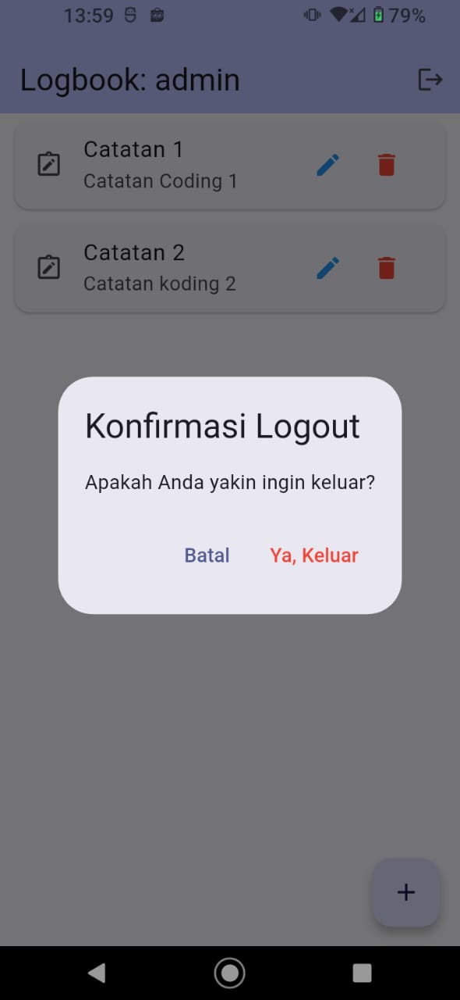 13:59
79%
Logbook: admin
Catatan 1
Catatan Coding 1
Catatan 2
Catatan koding 2
Konfirmasi Logout
Apakah Anda yakin ingin keluar?
Batal
Ya, Keluar
+